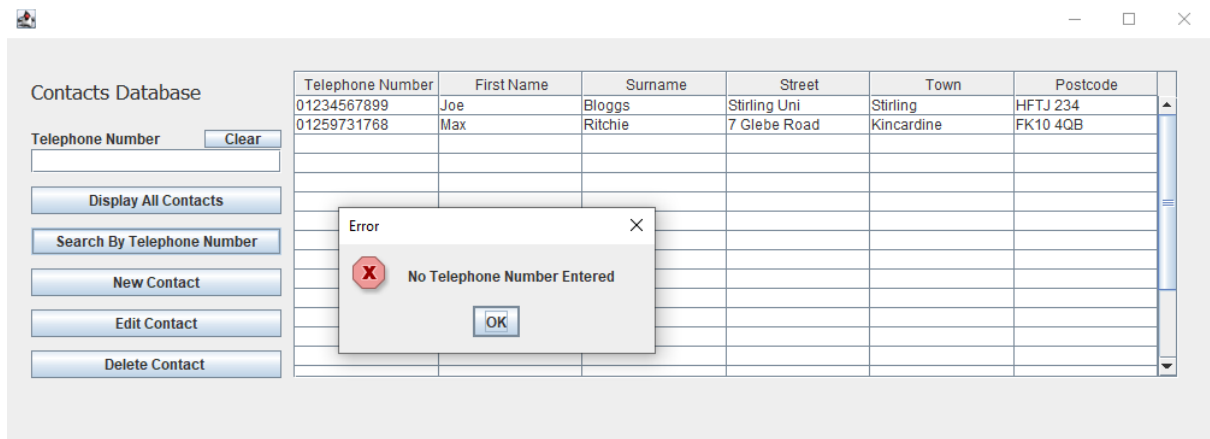 Contacts Database
Telephone Number Clear
Display All Contacts
Search By Telephone Number
New Contact
Edit Contact
Delete Contact
Telephone Number First Name Surname Street Town Postcode
01234567899 Joe Bloggs Stirling Uni Stirling HFTJ 234
01259731768 Max Ritchie 7 Glebe Road Kincardine FK10 4QB
Error
No Telephone Number Entered
OK